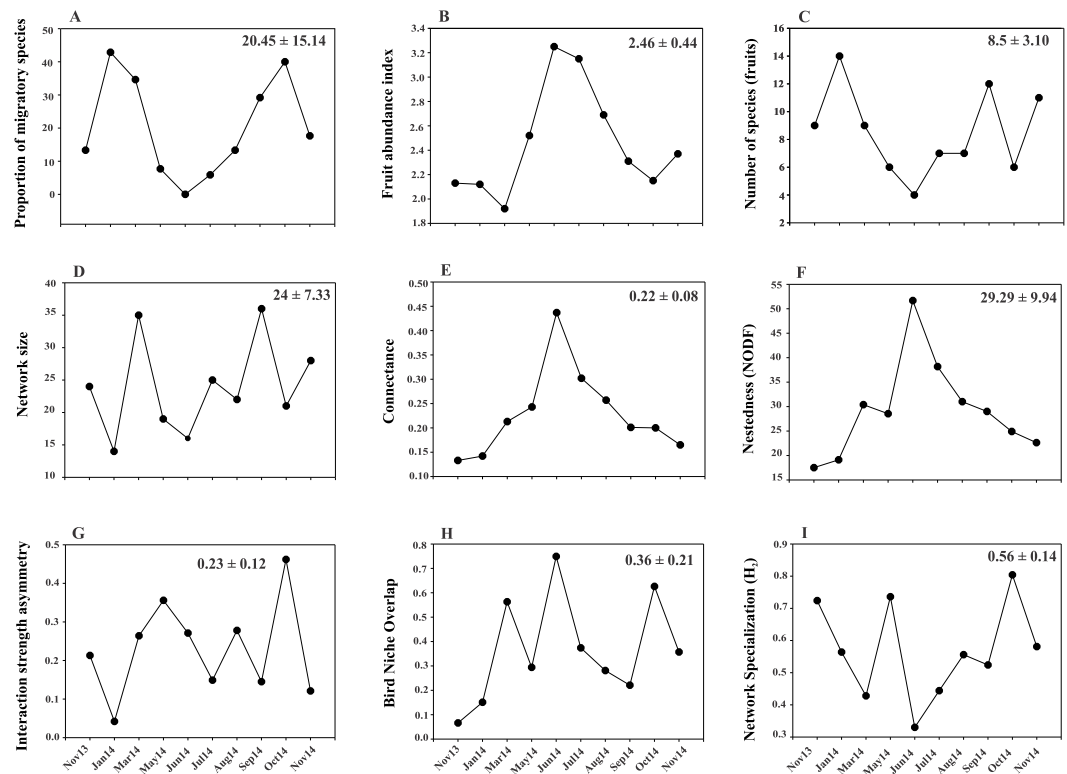 A
20.45 ± 15.14
Proportion of migratory species
50
40
30
20
10
0
B
2.46 ± 0.44
Fruit abundance index
3.4
3.2
3.0
2.8
2.6
2.4
2.2
2.0
1.8
C
8.5 ± 3.10
Number of species (fruits)
16
14
12
10
8
6
4
2
D
24 ± 7.33
Network size
40
36
30
25
20
15
10
E
0.22 ± 0.08
Connectance
0.50
0.45
0.40
0.35
0.30
0.25
0.20
0.15
0.10
F
29.29 ± 9.94
Nestedness (NODF)
55
50
45
40
35
30
25
20
15
G
0.23 ± 0.12
Interaction strength asymmetry
0.5
0.4
0.3
0.2
0.1
0.0
Nov13 Jan14 Mar14 May14 Jun14 Jul14 Aug14 Sep14 Oct14 Nov14
H
0.36 ± 0.21
Bird Niche Overlap
0.8
0.7
0.6
0.5
0.4
0.3
0.2
0.1
0.0
Nov13 Jan14 Mar14 May14 Jun14 Jul14 Aug14 Sep14 Oct14 Nov14
I
0.56 ± 0.14
Network Specialization (H2)
0.9
0.8
0.7
0.6
0.5
0.4
0.3
Nov13 Jan14 Mar14 May14 Jun14 Jul14 Aug14 Sep14 Oct14 Nov14